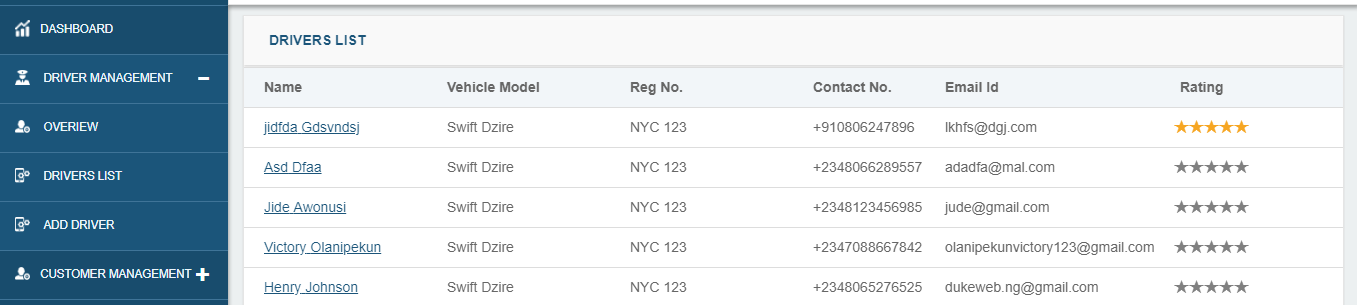 DASHBOARD
DRIVER MANAGEMENT
OVERIEW
DRIVERS LIST
ADD DRIVER
CUSTOMER MANAGEMENT
DRIVERS LIST
Name Vehicle Model Reg No. Contact No. Email Id Rating
jidfda Gdsvndsj Swift Dzire NYC 123 +910806247896 lkhfs@dgj.com
Asd Dfaa Swift Dzire NYC 123 +2348066289557 adadfa@mal.com
Jide Awonusi Swift Dzire NYC 123 +2348123456985 jude@gmail.com
Victory Olanipekun Swift Dzire NYC 123 +2347088667842 olanipekunvictory123@gmail.com
Henry Johnson Swift Dzire NYC 123 +2348065276525 dukeweb.ng@gmail.com